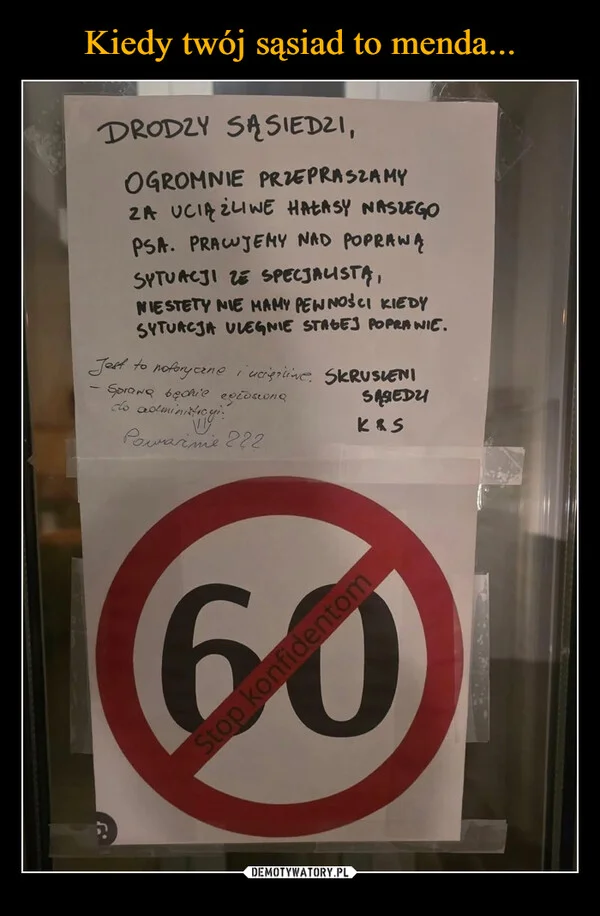 Kiedy twój sąsiad to menda...
DRODZY SĄSIEDZI,
OGROMNIE PRZEPRASZAMY
ZA UCIĄŻLIWE HAŁASY NASZEGO
PSA. PRACUJEMY NAD POPRAWĄ
SYTUACJI ZE SPECJALISTĄ,
NIESTETY NIE MAMY PEWNOŚCI KIEDY
SYTUACJA ULEGNIE STAŁEJ POPRAWIE.
Jest to notoryczne i uciążliwe.
- Sprawa będzie zgłoszona
do administracji!
Poważnie ???
SKRUSZENI
SĄSIEDZI
K & S
60
Stop konfidentom
DEMOTYWATORY.PL